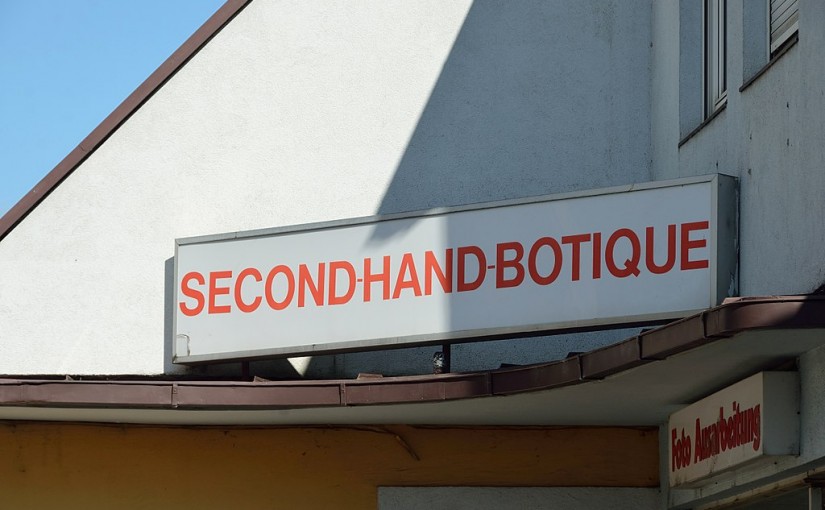 SECOND-HAND-BOTIQUE
Foto Ausarbeitung